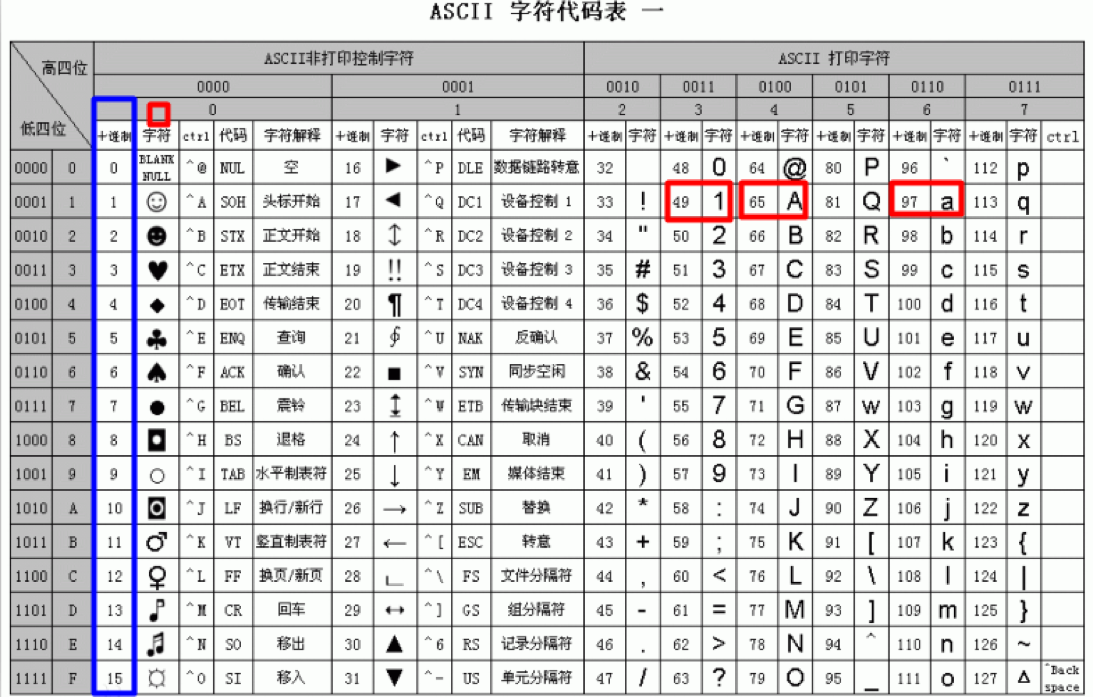 ASCII 字符代码表 一
高四位 ASCII非打印控制字符 ASCII 打印字符
0000 0001 0010 0011 0100 0101 0110 0111
0 1 2 3 4 5 6 7
低四位 十进制 字符 ctrl 代码 字符解释 十进制 字符 ctrl 代码 字符解释 十进制 字符 十进制 字符 十进制 字符 十进制 字符 十进制 字符 十进制 字符 ctrl
0000 0 0 BLANK NULL ^@ NUL 空 16 ► ^P DLE 数据链路转意 32 48 0 64 @ 80 P 96 ` 112 p
0001 1 1 ☺ ^A SOH 头标开始 17 ◄ ^Q DC1 设备控制 1 33 ! 49 1 65 A 81 Q 97 a 113 q
0010 2 2 ☻ ^B STX 正文开始 18 ↕ ^R DC2 设备控制 2 34 " 50 2 66 B 82 R 98 b 114 r
0011 3 3 ♥ ^C ETX 正文结束 19 ‼ ^S DC3 设备控制 3 35 # 51 3 67 C 83 S 99 c 115 s
0100 4 4 ♦ ^D EOT 传输结束 20 ¶ ^T DC4 设备控制 4 36 $ 52 4 68 D 84 T 100 d 116 t
0101 5 5 ♣ ^E ENQ 查询 21 ∮ ^U NAK 反确认 37 % 53 5 69 E 85 U 101 e 117 u
0110 6 6 ♠ ^F ACK 确认 22 ■ ^V SYN 同步空闲 38 & 54 6 70 F 86 V 102 f 118 v
0111 7 7 ● ^G BEL 震铃 23 ↨ ^W ETB 传输块结束 39 ' 55 7 71 G 87 w 103 g 119 w
1000 8 8 ◘ ^H BS 退格 24 ↑ ^X CAN 取消 40 ( 56 8 72 H 88 X 104 h 120 x
1001 9 9 ○ ^I TAB 水平制表符 25 ↓ ^Y EM 媒体结束 41 ) 57 9 73 I 89 Y 105 i 121 y
1010 A 10 ◙ ^J LF 换行/新行 26 → ^Z SUB 替换 42 * 58 : 74 J 90 Z 106 j 122 z
1011 B 11 ♂ ^K VT 竖直制表符 27 ← ^[ ESC 转意 43 + 59 ; 75 K 91 [ 107 k 123 {
1100 C 12 ♀ ^L FF 换页/新页 28 ∟ ^\ FS 文件分隔符 44 , 60 < 76 L 92 \ 108 l 124 |
1101 D 13 ♪ ^M CR 回车 29 ↔ ^] GS 组分隔符 45 - 61 = 77 M 93 ] 109 m 125 }
1110 E 14 ♫ ^N SO 移出 30 ▲ ^6 RS 记录分隔符 46 . 62 > 78 N 94 ^ 110 n 126 ~
1111 F 15 ☼ ^O SI 移入 31 ▼ ^- US 单元分隔符 47 / 63 ? 79 O 95 _ 111 o 127 Δ ^Back space